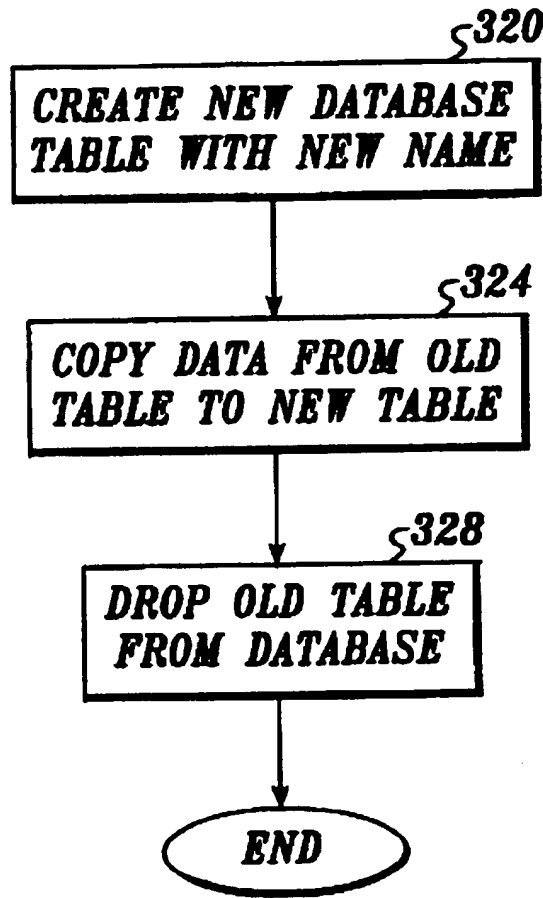 320
CREATE NEW DATABASE
TABLE WITH NEW NAME
324
COPY DATA FROM OLD
TABLE TO NEW TABLE
328
DROP OLD TABLE
FROM DATABASE
END